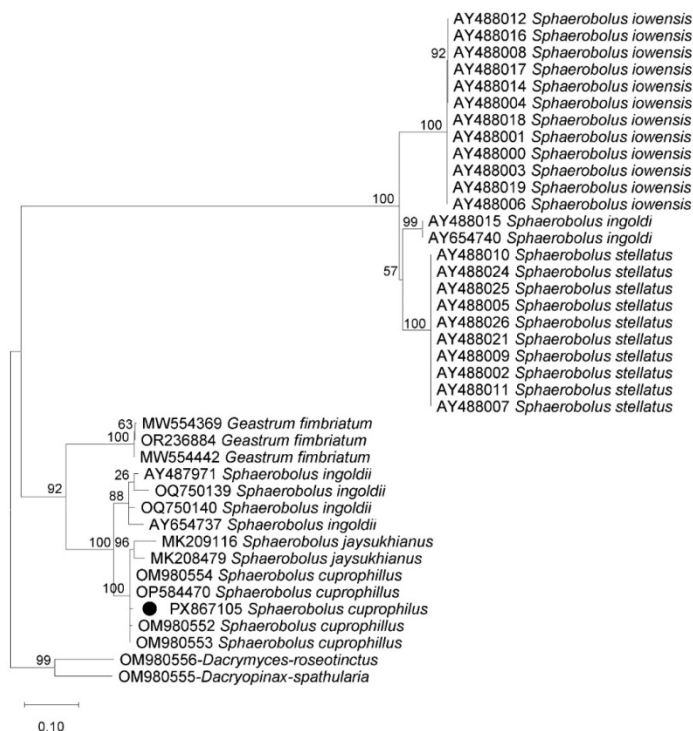 AY488012 Sphaerobolus iowensis
AY488016 Sphaerobolus iowensis
92
AY488008 Sphaerobolus iowensis
AY488017 Sphaerobolus iowensis
AY488014 Sphaerobolus iowensis
AY488004 Sphaerobolus iowensis
AY488018 Sphaerobolus iowensis
100
AY488001 Sphaerobolus iowensis
AY488000 Sphaerobolus iowensis
AY488003 Sphaerobolus iowensis
AY488019 Sphaerobolus iowensis
100
AY488006 Sphaerobolus iowensis
99
AY488015 Sphaerobolus ingoldi
AY654740 Sphaerobolus ingoldi
AY488010 Sphaerobolus stellatus
57
AY488024 Sphaerobolus stellatus
AY488025 Sphaerobolus stellatus
AY488005 Sphaerobolus stellatus
100
AY488026 Sphaerobolus stellatus
AY488021 Sphaerobolus stellatus
AY488009 Sphaerobolus stellatus
AY488002 Sphaerobolus stellatus
AY488011 Sphaerobolus stellatus
AY488007 Sphaerobolus stellatus
63
MW554369 Geastrum fimbriatum
100
OR236884 Geastrum fimbriatum
MW554442 Geastrum fimbriatum
26
AY487971 Sphaerobolus ingoldii
92
88
OQ750139 Sphaerobolus ingoldii
OQ750140 Sphaerobolus ingoldii
AY654737 Sphaerobolus ingoldii
100
96
MK209116 Sphaerobolus jaysukhianus
MK208479 Sphaerobolus jaysukhianus
OM980554 Sphaerobolus cuprophillus
100
OP584470 Sphaerobolus cuprophillus
PX867105 Sphaerobolus cuprophilus
OM980552 Sphaerobolus cuprophillus
OM980553 Sphaerobolus cuprophillus
99
OM980556-Dacrymyces-roseotinctus
OM980555-Dacryopinax-spathularia
0.10